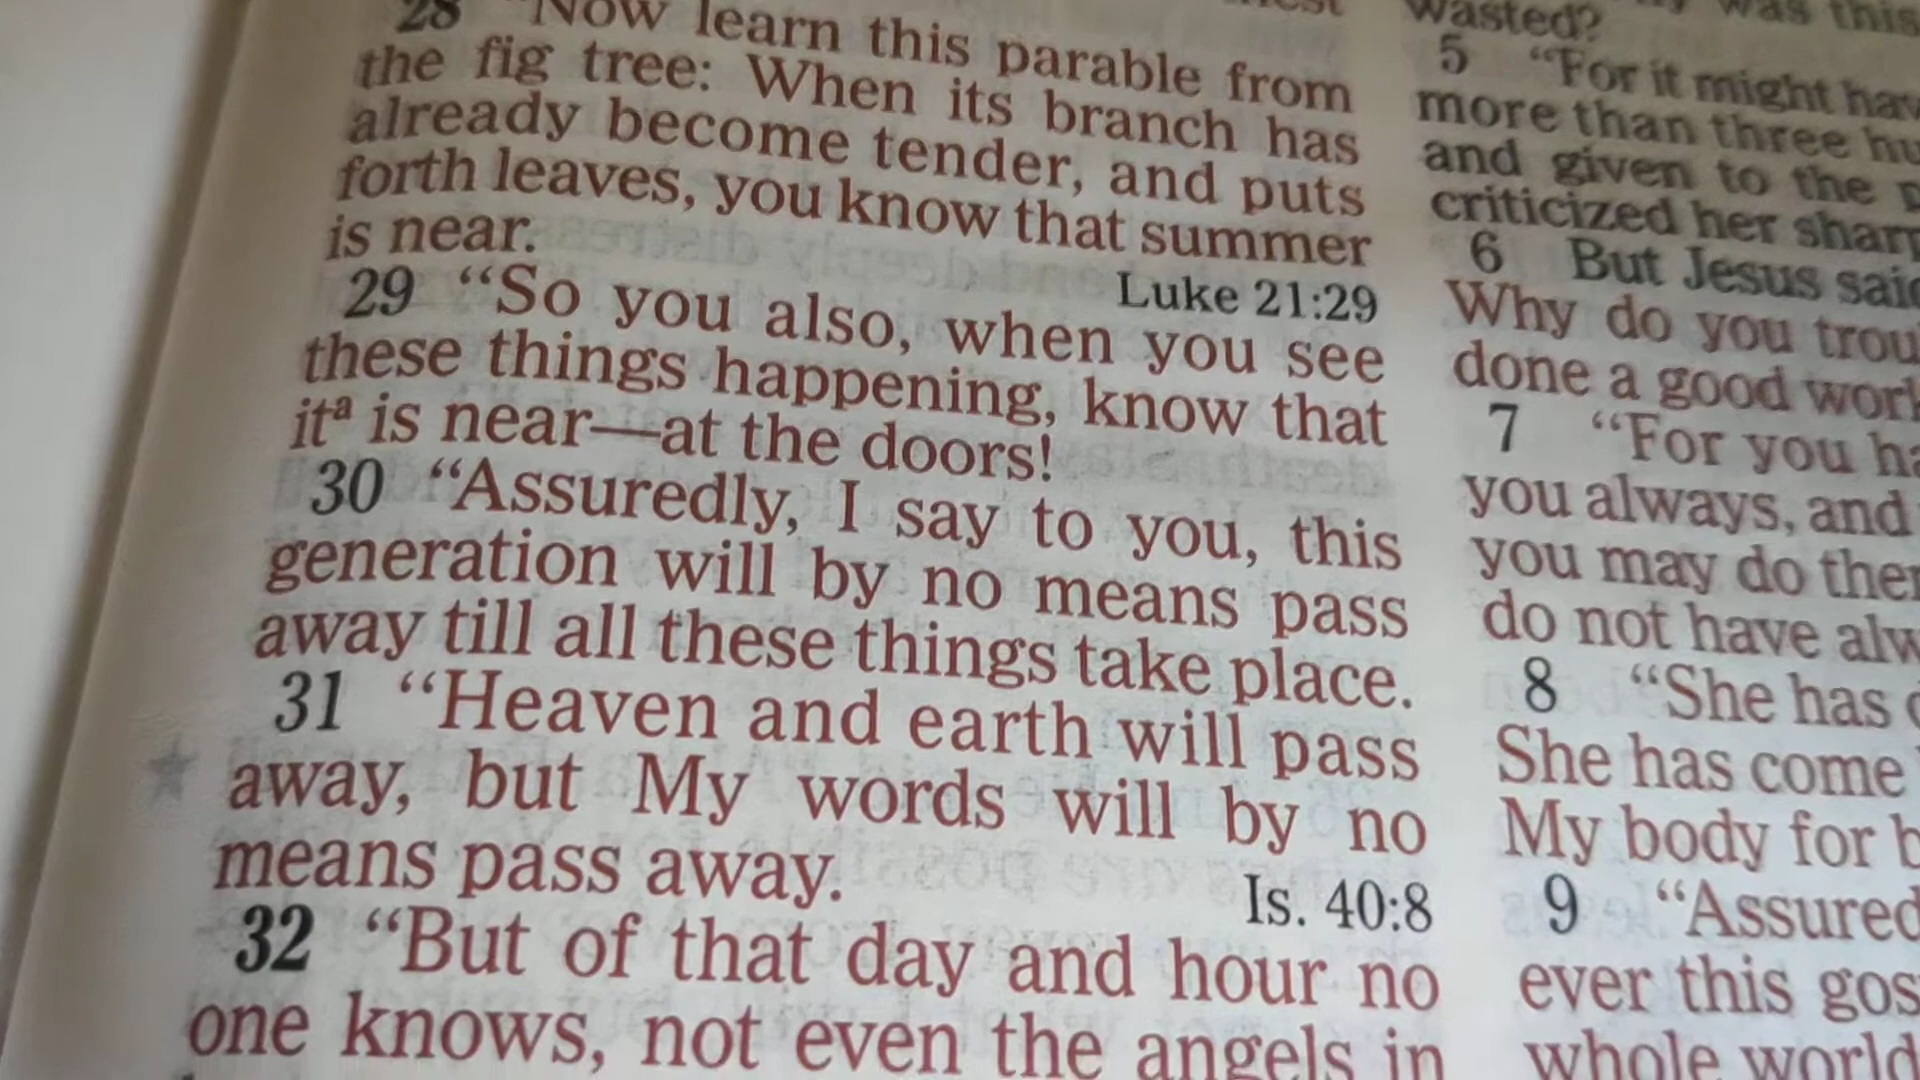 28 "Now learn this parable from
the fig tree: When its branch has
already become tender, and puts
forth leaves, you know that summer
is near.
Luke 21:29
29 "So you also, when you see
these things happening, know that
itª is near—at the doors!
30 "Assuredly, I say to you, this
generation will by no means pass
away till all these things take place.
31 "Heaven and earth will pass
away, but My words will by no
means pass away.
Is. 40:8
32 "But of that day and hour no
one knows, not even the angels in
was this
wasted?
5 "For it might
more than three
and given to the
criticized her
6 But Jesus
Why do you
done a good
7 "For you
you always, and
you may do
do not have
8 "She has
She has come
My body for
9
ever this
whole world